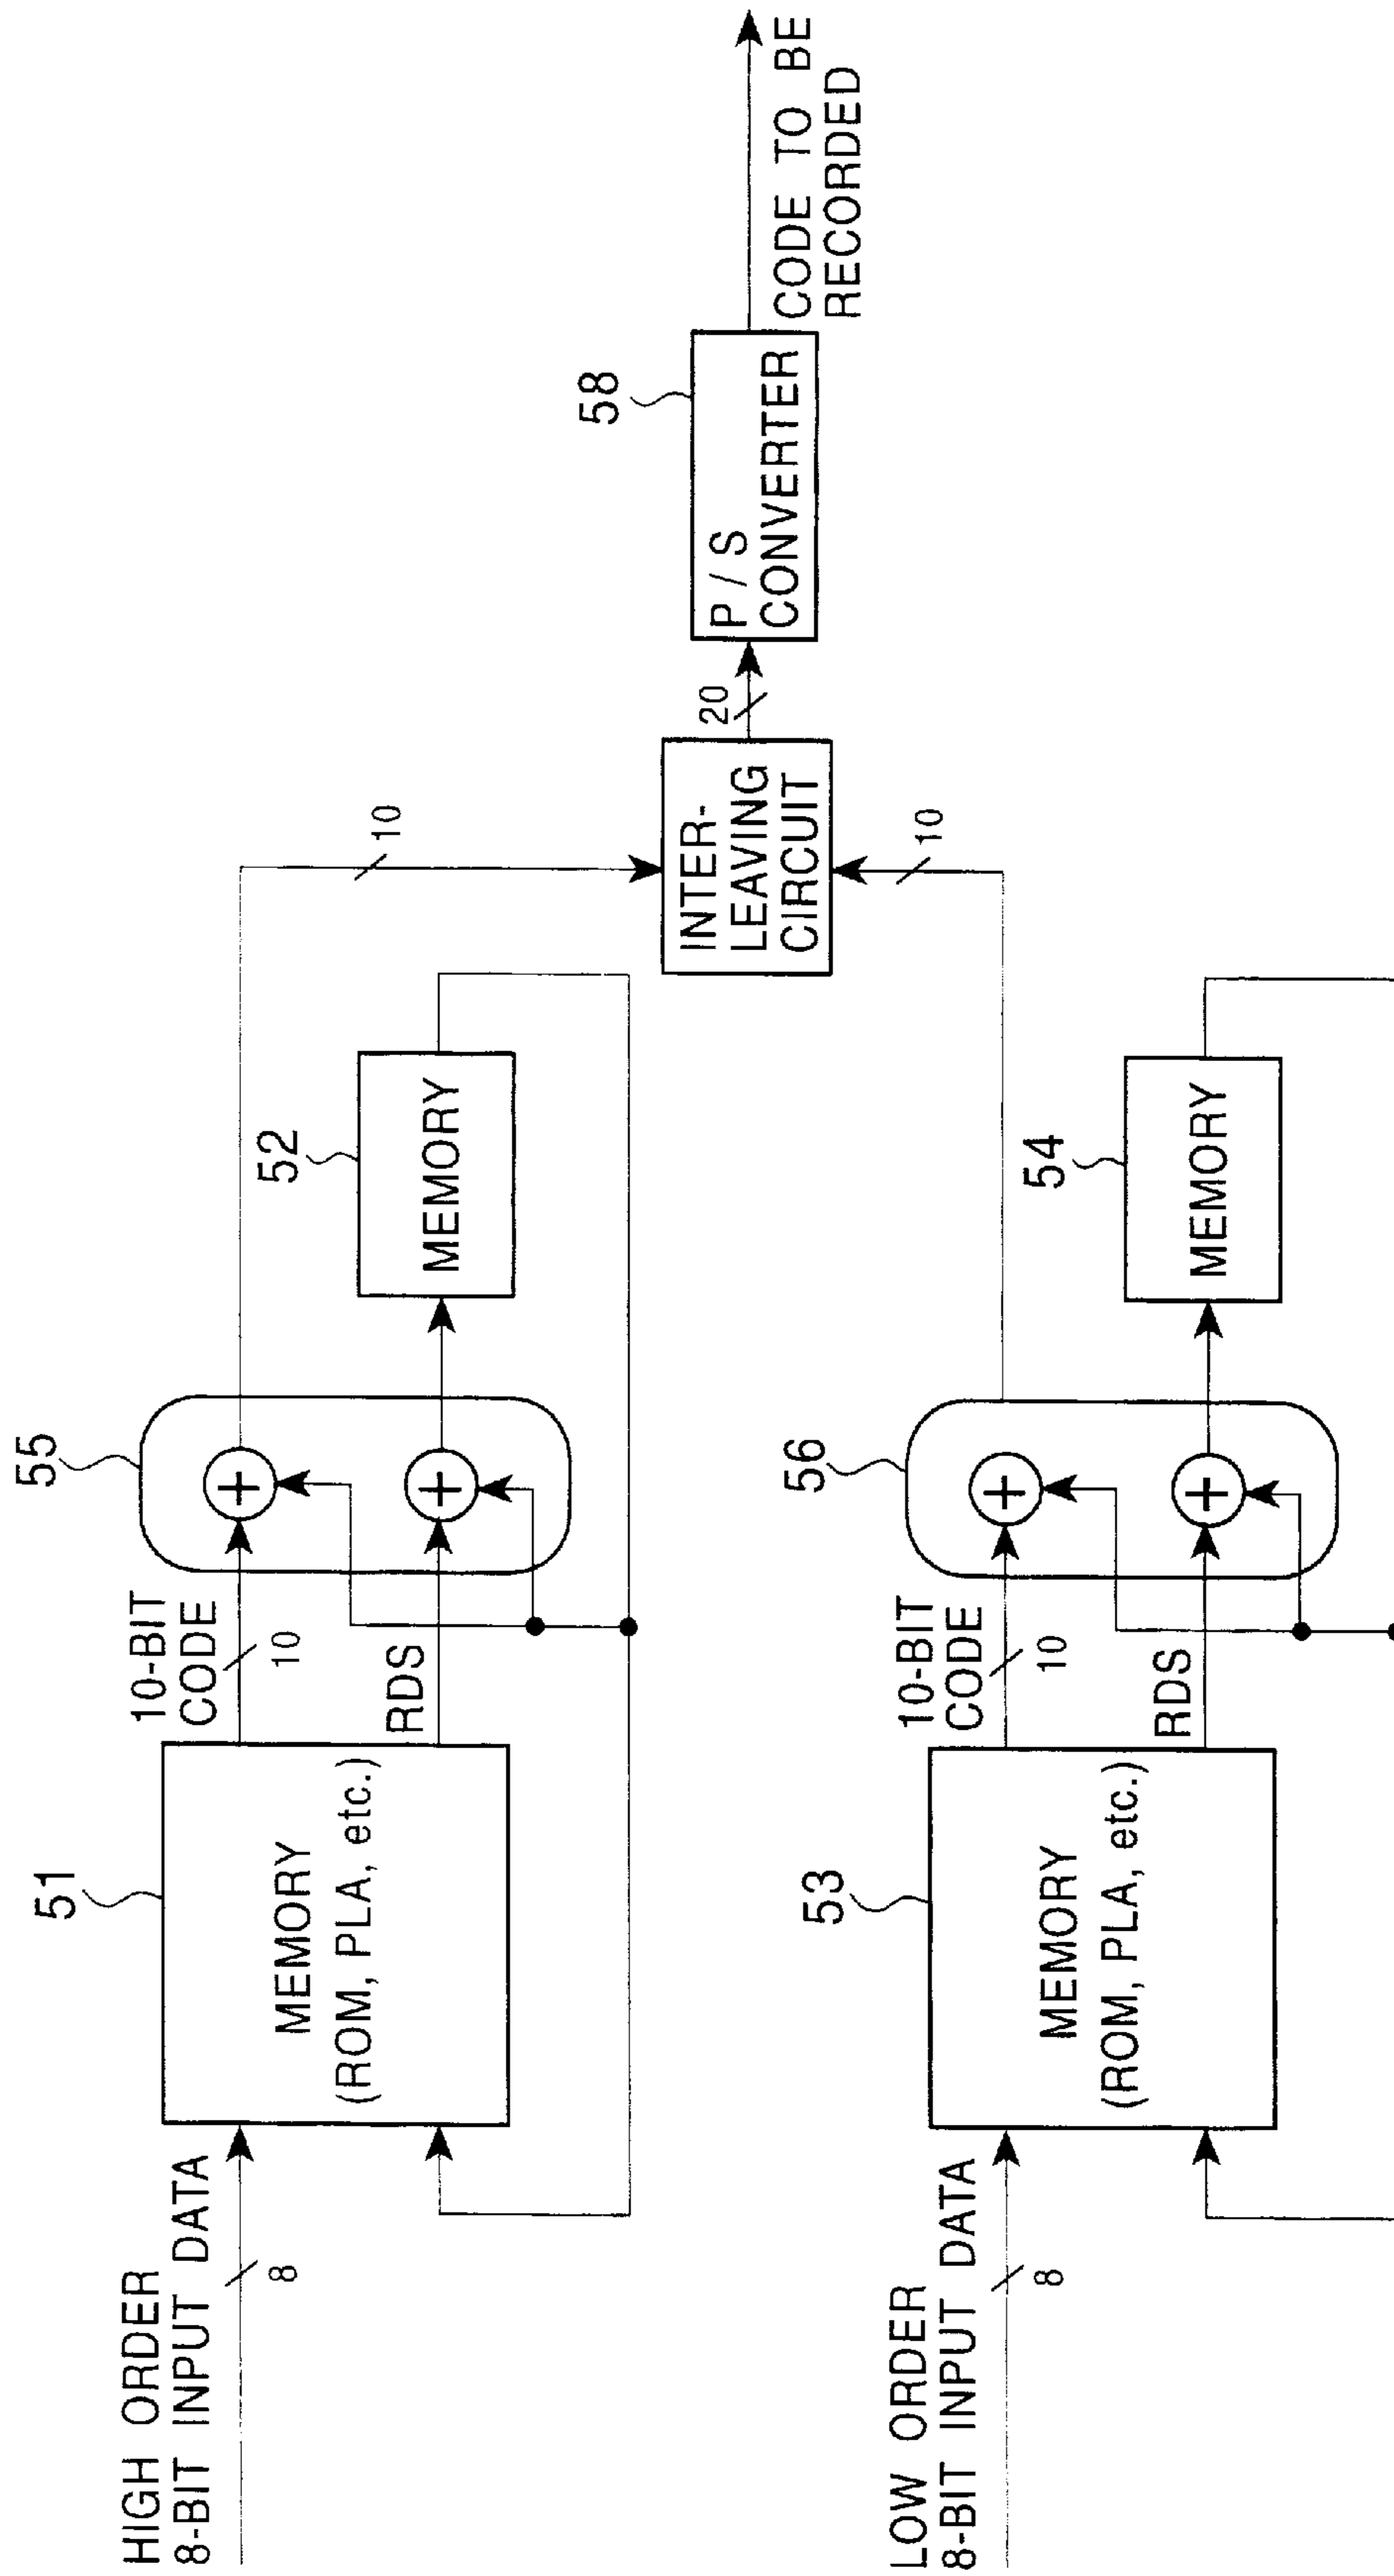 HIGH ORDER
8-BIT INPUT DATA
8
51
MEMORY
(ROM, PLA, etc.)
10-BIT
CODE
10
RDS
55
+
+
52
MEMORY
10
LOW ORDER
8-BIT INPUT DATA
8
53
MEMORY
(ROM, PLA, etc.)
10-BIT
CODE
10
RDS
56
+
+
54
MEMORY
10
INTER-
LEAVING
CIRCUIT
20
58
P / S
CONVERTER
CODE TO BE
RECORDED